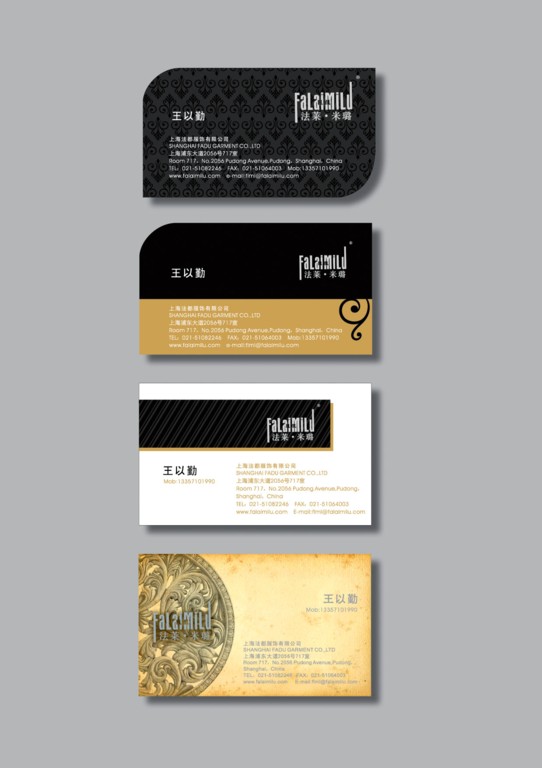 FaLaiMiLd
®
法莱·米璐
王以勤
上海法都服饰有限公司
SHANGHAI FADU GARMENT CO.,LTD
上海浦东大道2056号717室
Room 717, No.2056 Pudong Avenue,Pudong, Shanghai, China
TEL: 021-51082246 FAX: 021-51064003 Mob:13357101990
www.falaimilu.com e-mail:flml@falaimilu.com
FaLaiMiLd
®
法莱·米璐
王以勤
上海法都服饰有限公司
SHANGHAI FADU GARMENT CO.,LTD
上海浦东大道2056号717室
Room 717, No.2056 Pudong Avenue,Pudong, Shanghai, China
TEL: 021-51082246 FAX: 021-51064003 Mob:13357101990
www.falaimilu.com e-mail:flml@falaimilu.com
FaLaiMiLd
®
法莱·米璐
王以勤
Mob:13357101990
上海法都服饰有限公司
SHANGHAI FADU GARMENT CO.,LTD
上海浦东大道2056号717室
Room 717, No.2056 Pudong Avenue,Pudong,
Shanghai, China
TEL: 021-51082246 FAX: 021-51064003
www.falaimilu.com E-mail:flml@falaimilu.com
FaLaiMiLd
法莱·米璐
王以勤
Mob:13357101990
上海法都服饰有限公司
SHANGHAI FADU GARMENT CO.,LTD
上海浦东大道2056号717室
Room 717, No.2056 Pudong Avenue,Pudong,
Shanghai, China
TEL: 021-51082246 FAX: 021-51064003
www.falaimilu.com E-mail:flml@falaimilu.com